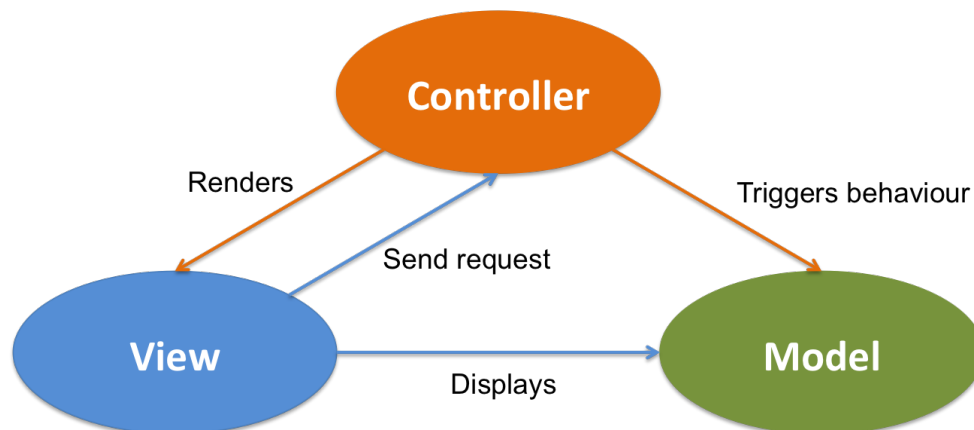 Controller
Renders
Triggers behaviour
Send request
View
Model
Displays